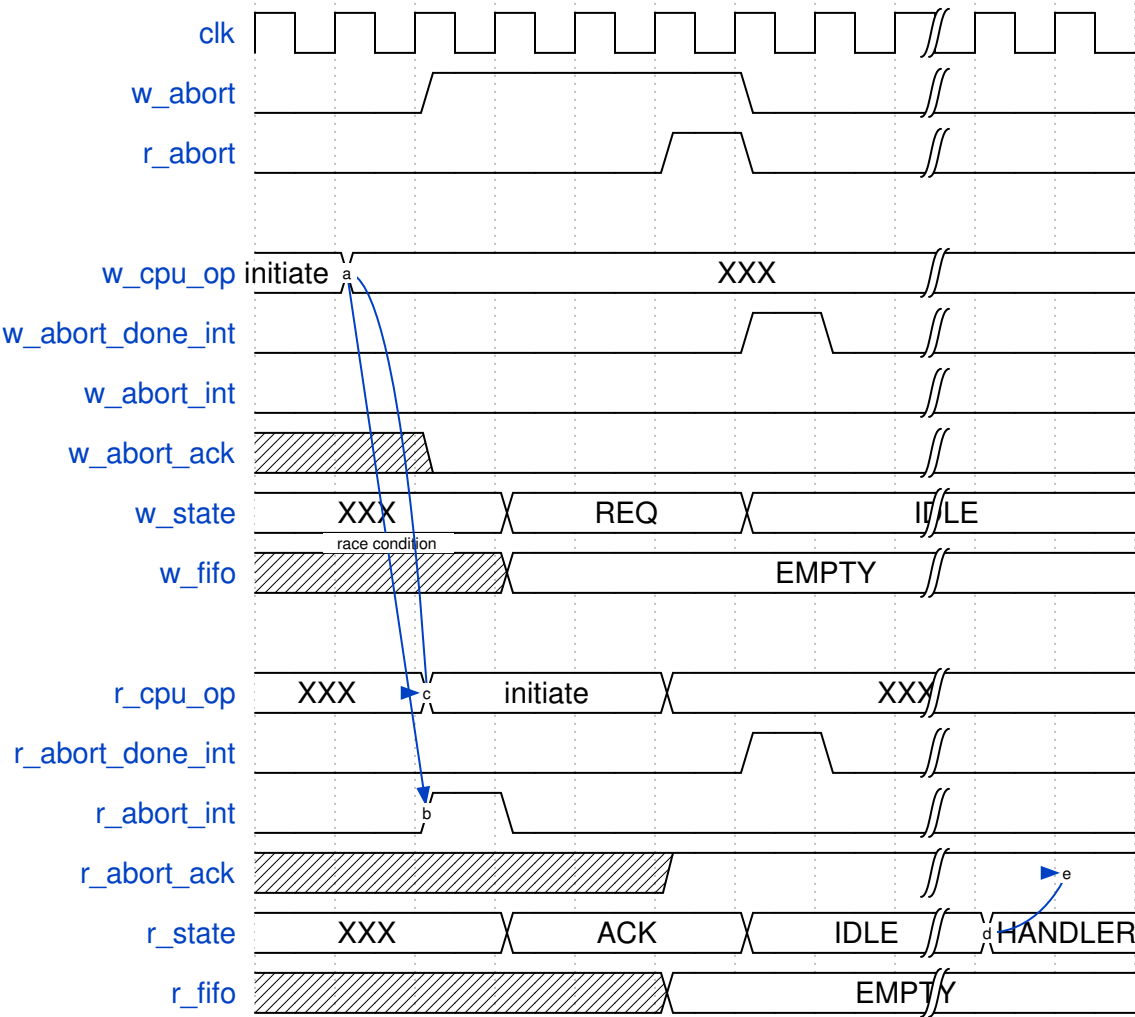 clk
w_abort
r_abort
w_cpu_op initiate a XXX
w_abort_done_int
w_abort_int
w_abort_ack
w_state XXX REQ IDLE
race condition
w_fifo EMPTY
r_cpu_op XXX c initiate XXX
r_abort_done_int
r_abort_int b
r_abort_ack e
r_state XXX ACK IDLE d HANDLER
r_fifo EMPTY